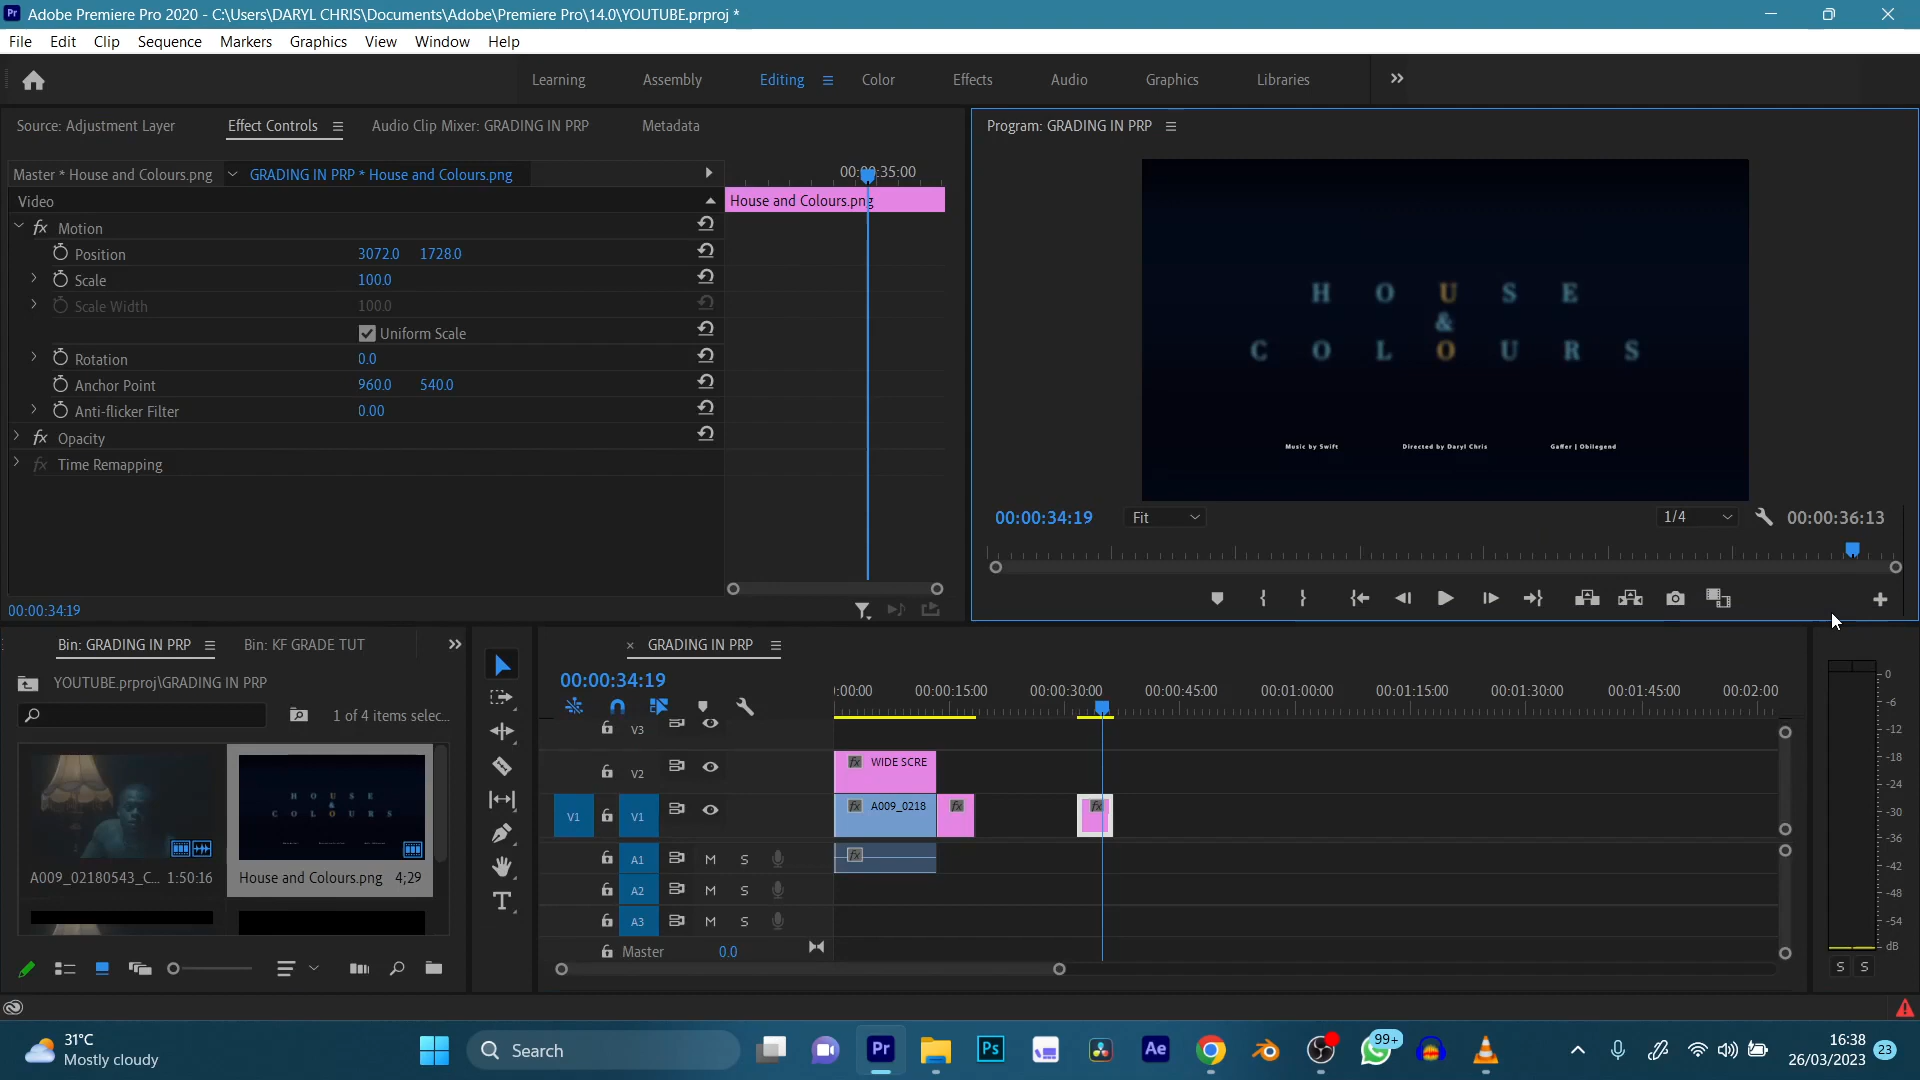 Adobe Premiere Pro 2020 - C:\Users\DARYL CHRIS\Documents\Adobe\Premiere Pro\14.0\YOUTUBE.prproj *
File Edit Clip Sequence Markers Graphics View Window Help
Learning Assembly Editing Color Effects Audio Graphics Libraries
Source: Adjustment Layer Effect Controls Audio Clip Mixer: GRADING IN PRP Metadata
Program: GRADING IN PRP
Master * House and Colours.png GRADING IN PRP * House and Colours.png
Video
House and Colours.png
fx Motion
Position 3072.0 1728.0
Scale 100.0
Scale Width 100.0
Uniform Scale
Rotation 0.0
Anchor Point 960.0 540.0
Anti-flicker Filter 0.00
fx Opacity
fx Time Remapping
00:00:34:19
H O U S E
&
C O L O U R S
Music by Swift Directed by Daryl Chris Gaffer | Obilegend
00:00:34:19 Fit 1/4 00:00:36:13
Bin: GRADING IN PRP Bin: KF GRADE TUT
YOUTUBE.prproj\GRADING IN PRP
1 of 4 items selec...
H O U S E
&
C O L O U R S
A009_02180543_C... 1:50:16
House and Colours.png 4;29
GRADING IN PRP
00:00:34:19
:00:00 00:00:15:00 00:00:30:00 00:00:45:00 00:01:00:00 00:01:15:00 00:01:30:00 00:01:45:00 00:02:00
V3
V2 fx WIDE SCRE
V1 V1 fx A009_0218 fx fx
A1 M S fx
A2 M S
A3 M S
Master 0.0
0
-6
-12
-18
-24
-30
-36
-42
-48
-54
dB
S S
31°C
Mostly cloudy
Search
Pr
Ps
Ae
99+
16:38
26/03/2023
23